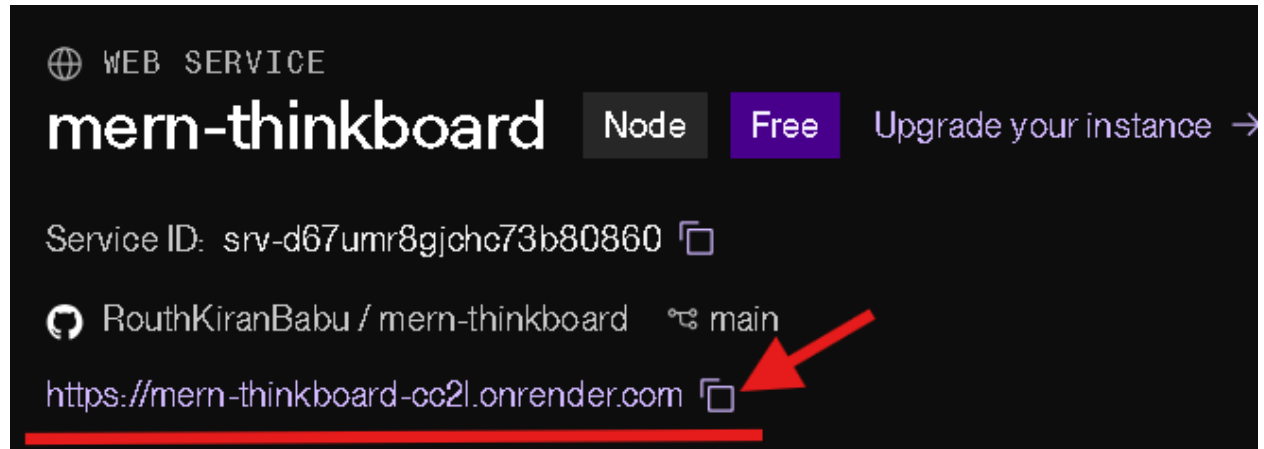 WEB SERVICE
mern-thinkboard Node Free Upgrade your instance →
Service ID: srv-d67umr8gjchc73b80860
RouthKiranBabu / mern-thinkboard main
https://mern-thinkboard-cc2l.onrender.com